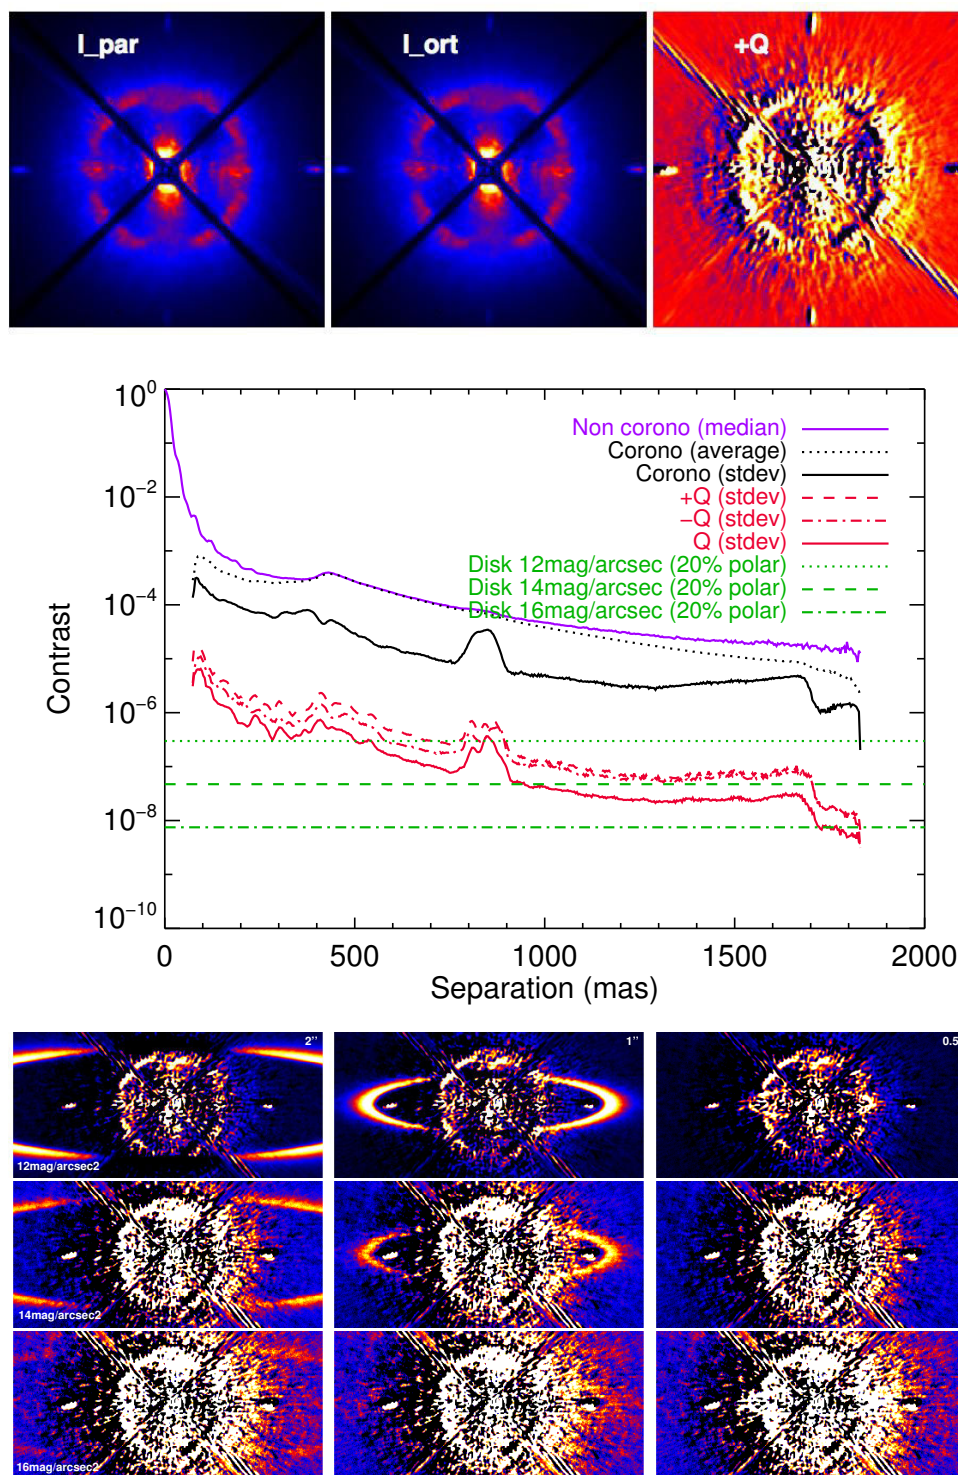 I_par
I_ort
+Q
Contrast
10^0
10^−2
10^−4
10^−6
10^−8
10^−10
Non corono (median)
Corono (average)
Corono (stdev)
+Q (stdev)
−Q (stdev)
Q (stdev)
Disk 12mag/arcsec (20% polar)
Disk 14mag/arcsec (20% polar)
Disk 16mag/arcsec (20% polar)
0 500 1000 1500 2000
Separation (mas)
2''
1''
0.5
12mag/arcsec2
14mag/arcsec2
16mag/arcsec2